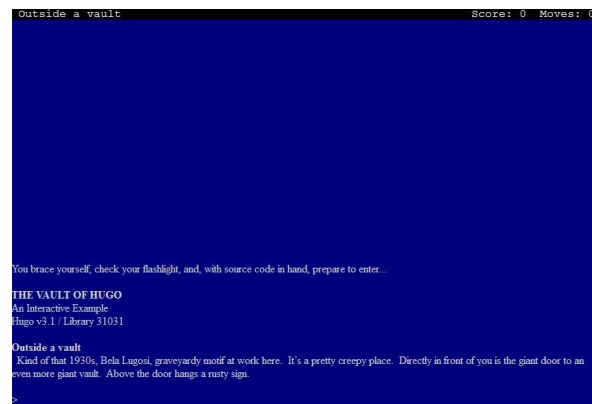 Outside a vault Score: 0 Moves: 0
You brace yourself, check your flashlight, and, with source code in hand, prepare to enter...
THE VAULT OF HUGO
An Interactive Example
Hugo v3.1 / Library 31031
Outside a vault
Kind of that 1930s, Bela Lugosi, graveyardy motif at work here. It's a pretty creepy place. Directly in front of you is the giant door to an
even more giant vault. Above the door hangs a rusty sign.
>